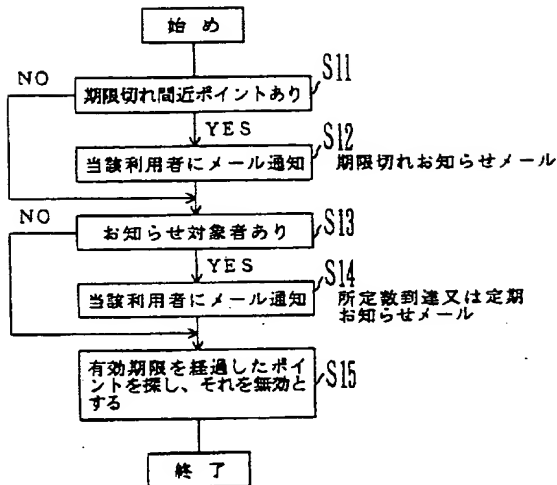 始め
S11
NO
期限切れ間近ポイントあり
YES
S12
当該利用者にメール通知
期限切れお知らせメール
NO
S13
お知らせ対象者あり
YES
S14
当該利用者にメール通知
所定数到達又は定期
お知らせメール
有効期限を経過したポイ
ントを探し、それを無効と
する
S15
終了